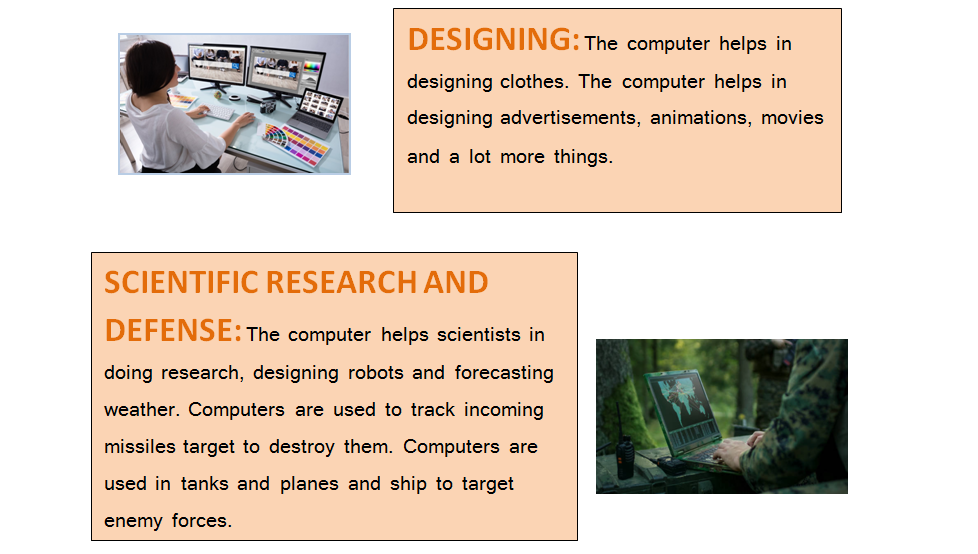 DESIGNING: The computer helps in
designing clothes. The computer helps in
designing advertisements, animations, movies
and a lot more things.
SCIENTIFIC RESEARCH AND
DEFENSE: The computer helps scientists in
doing research, designing robots and forecasting
weather. Computers are used to track incoming
missiles target to destroy them. Computers are
used in tanks and planes and ship to target
enemy forces.